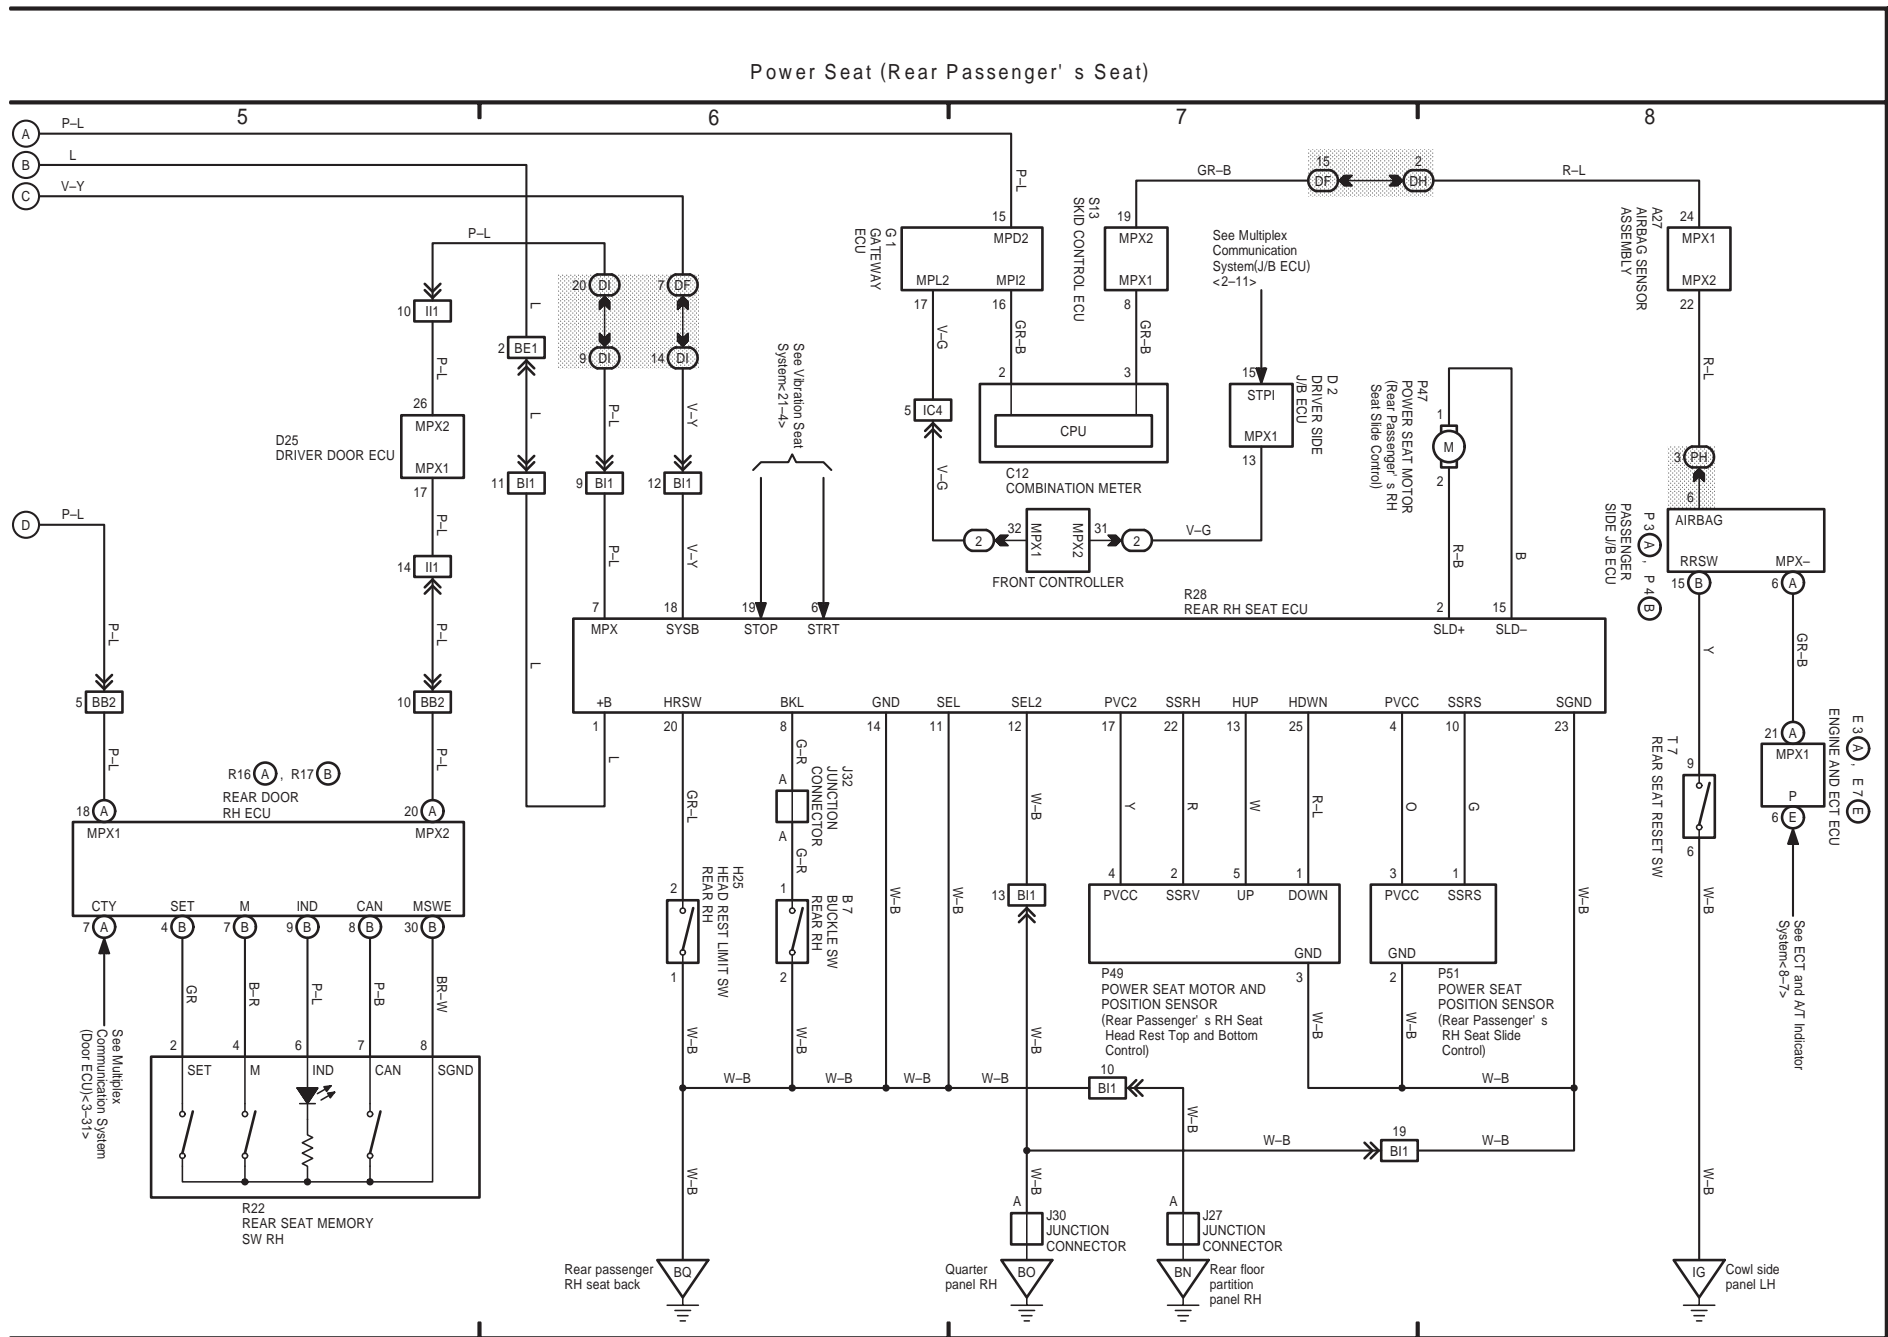 Power Seat (Rear Passenger' s Seat)
5
6
7
8
A
P–L
B
L
C
V–Y
P–L
20
DI
7
DF
9
DI
14
DI
10
II1
P–L
26
MPX2
MPX1
17
D25
DRIVER DOOR ECU
P–L
14
II1
P–L
10
BB2
P–L
D
P–L
P–L
5
BB2
P–L
R16 A , R17 B
REAR DOOR
RH ECU
18
A
20
A
MPX1
MPX2
CTY
SET
M
IND
CAN
MSWE
7
A
4
B
7
B
9
B
8
B
30
B
See Multiplex
Communication System
(Door ECU)<3–31>
GR
B–R
P–L
P–B
BR–W
2
4
6
7
8
SET
M
IND
CAN
SGND
R22
REAR SEAT MEMORY
SW RH
L
2
BE1
L
11
BI1
L
P–L
9
BI1
P–L
V–Y
12
BI1
V–Y
See Vibration Seat
System<21–4>
P–L
15
MPD2
MPL2
MPI2
G 1
GATEWAY
ECU
17
16
V–G
GR–B
5
IC4
V–G
S13
SKID CONTROL ECU
19
MPX2
MPX1
8
GR–B
GR–B
15
DF
2
DH
R–L
2
3
CPU
C12
COMBINATION METER
See Multiplex
Communication
System(J/B ECU)
<2–11>
15
STPI
MPX1
13
D 2
DRIVER SIDE
J/B ECU
2
32
MPX1
MPX2
31
2
V–G
FRONT CONTROLLER
P47
POWER SEAT MOTOR
(Rear Passenger' s RH
Seat Slide Control)
1
M
2
R–B
B
A27
AIRBAG SENSOR
ASSEMBLY
24
MPX1
MPX2
22
R–L
3
PH
6
AIRBAG
RRSW
MPX–
P 3 A , P 4 B
PASSENGER
SIDE J/B ECU
15
B
6
A
Y
GR–B
21
A
MPX1
P
6
E
E 3 A , E 7 E
ENGINE AND ECT ECU
See ECT and A/T Indicator
System<8–7>
T 7
REAR SEAT RESET SW
9
6
W–B
W–B
IG
Cowl side
panel LH
R28
REAR RH SEAT ECU
7
18
19
6
2
15
MPX
SYSB
STOP
STRT
SLD+
SLD–
+B
HRSW
BKL
GND
SEL
SEL2
PVC2
SSRH
HUP
HDWN
PVCC
SSRS
SGND
1
20
8
14
11
12
17
22
13
25
4
10
23
L
GR–L
G–R
A
J32
JUNCTION
CONNECTOR
A
G–R
2
H25
HEAD REST LIMIT SW
REAR RH
1
1
B 7
BUCKLE SW
REAR RH
2
W–B
W–B
W–B
W–B
W–B
13
BI1
W–B
Y
R
W
R–L
O
G
W–B
4
2
5
1
PVCC
SSRV
UP
DOWN
GND
3
P49
POWER SEAT MOTOR AND
POSITION SENSOR
(Rear Passenger' s RH Seat
Head Rest Top and Bottom
Control)
3
1
PVCC
SSRS
GND
2
P51
POWER SEAT
POSITION SENSOR
(Rear Passenger' s
RH Seat Slide
Control)
W–B
W–B
W–B
W–B
W–B
W–B
W–B
10
BI1
W–B
W–B
19
BI1
W–B
W–B
W–B
A
J30
JUNCTION
CONNECTOR
A
J27
JUNCTION
CONNECTOR
Rear passenger
RH seat back
BQ
Quarter
panel RH
BO
BN
Rear floor
partition
panel RH